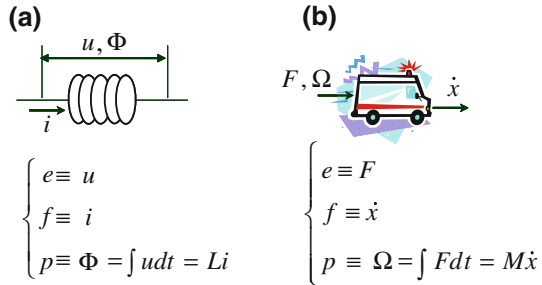 (a)
u, Φ
i
e ≡ u
f ≡ i
p ≡ Φ = ∫ udt = Li
(b)
F, Ω
ẋ
e ≡ F
f ≡ ẋ
p ≡ Ω = ∫ Fdt = Mẋ